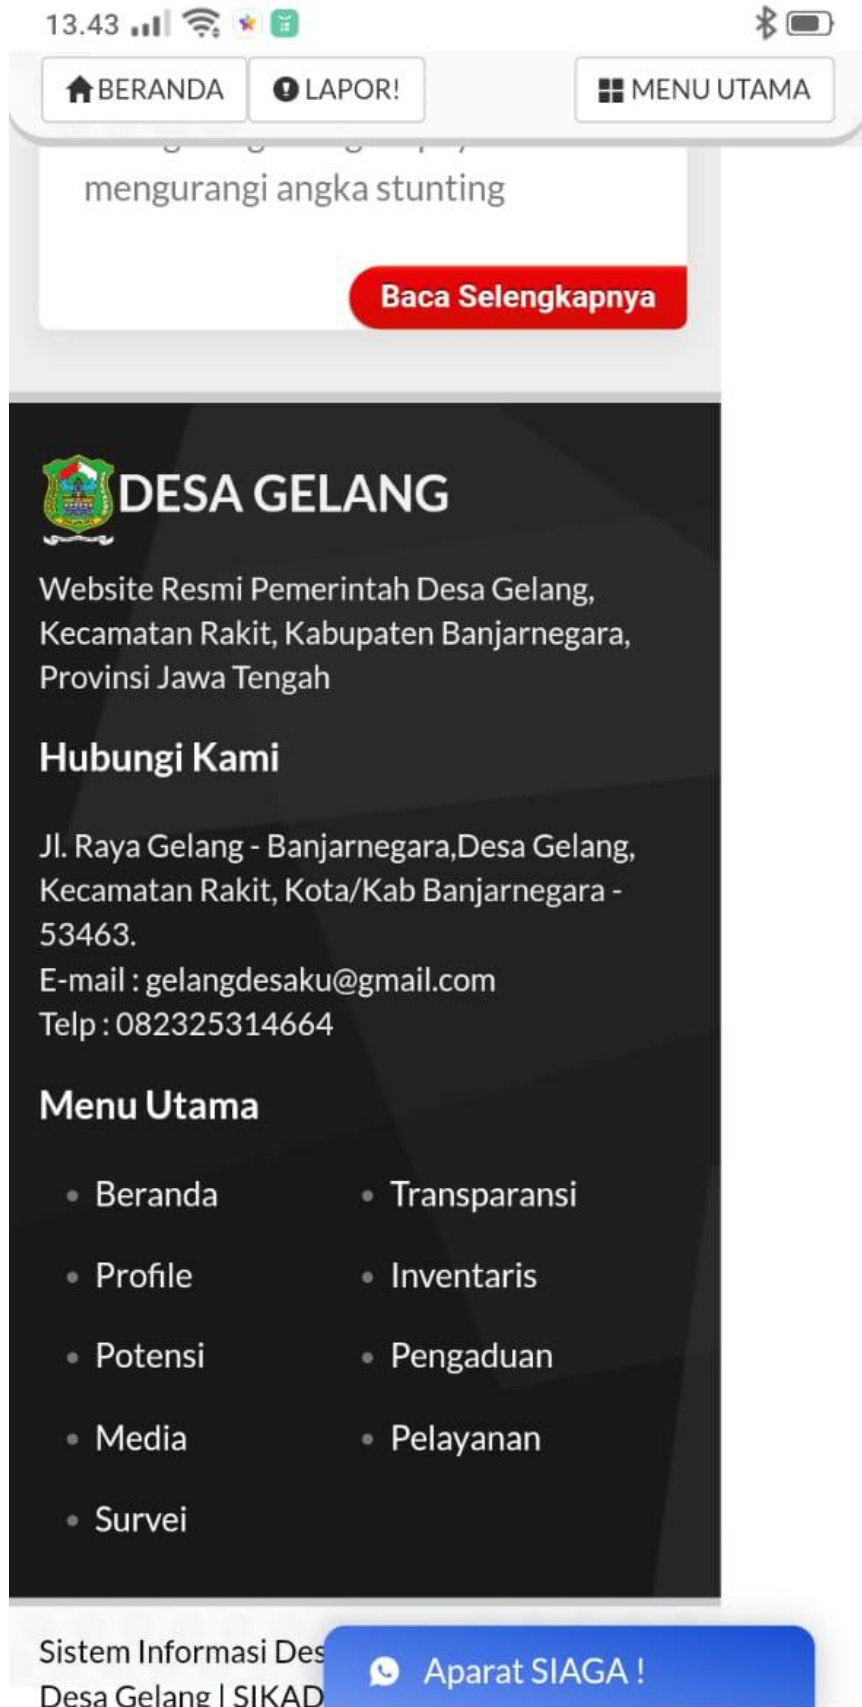 13.43
BERANDA LAPOR! MENU UTAMA
mengurangi angka stunting
Baca Selengkapnya
DESA GELANG
Website Resmi Pemerintah Desa Gelang,
Kecamatan Rakit, Kabupaten Banjarnegara,
Provinsi Jawa Tengah
Hubungi Kami
Jl. Raya Gelang - Banjarnegara,Desa Gelang,
Kecamatan Rakit, Kota/Kab Banjarnegara -
53463.
E-mail : gelangdesaku@gmail.com
Telp : 082325314664
Menu Utama
Beranda
Transparansi
Profile
Inventaris
Potensi
Pengaduan
Media
Pelayanan
Survei
Sistem Informasi Des
Desa Gelang | SIKAD
Aparat SIAGA !